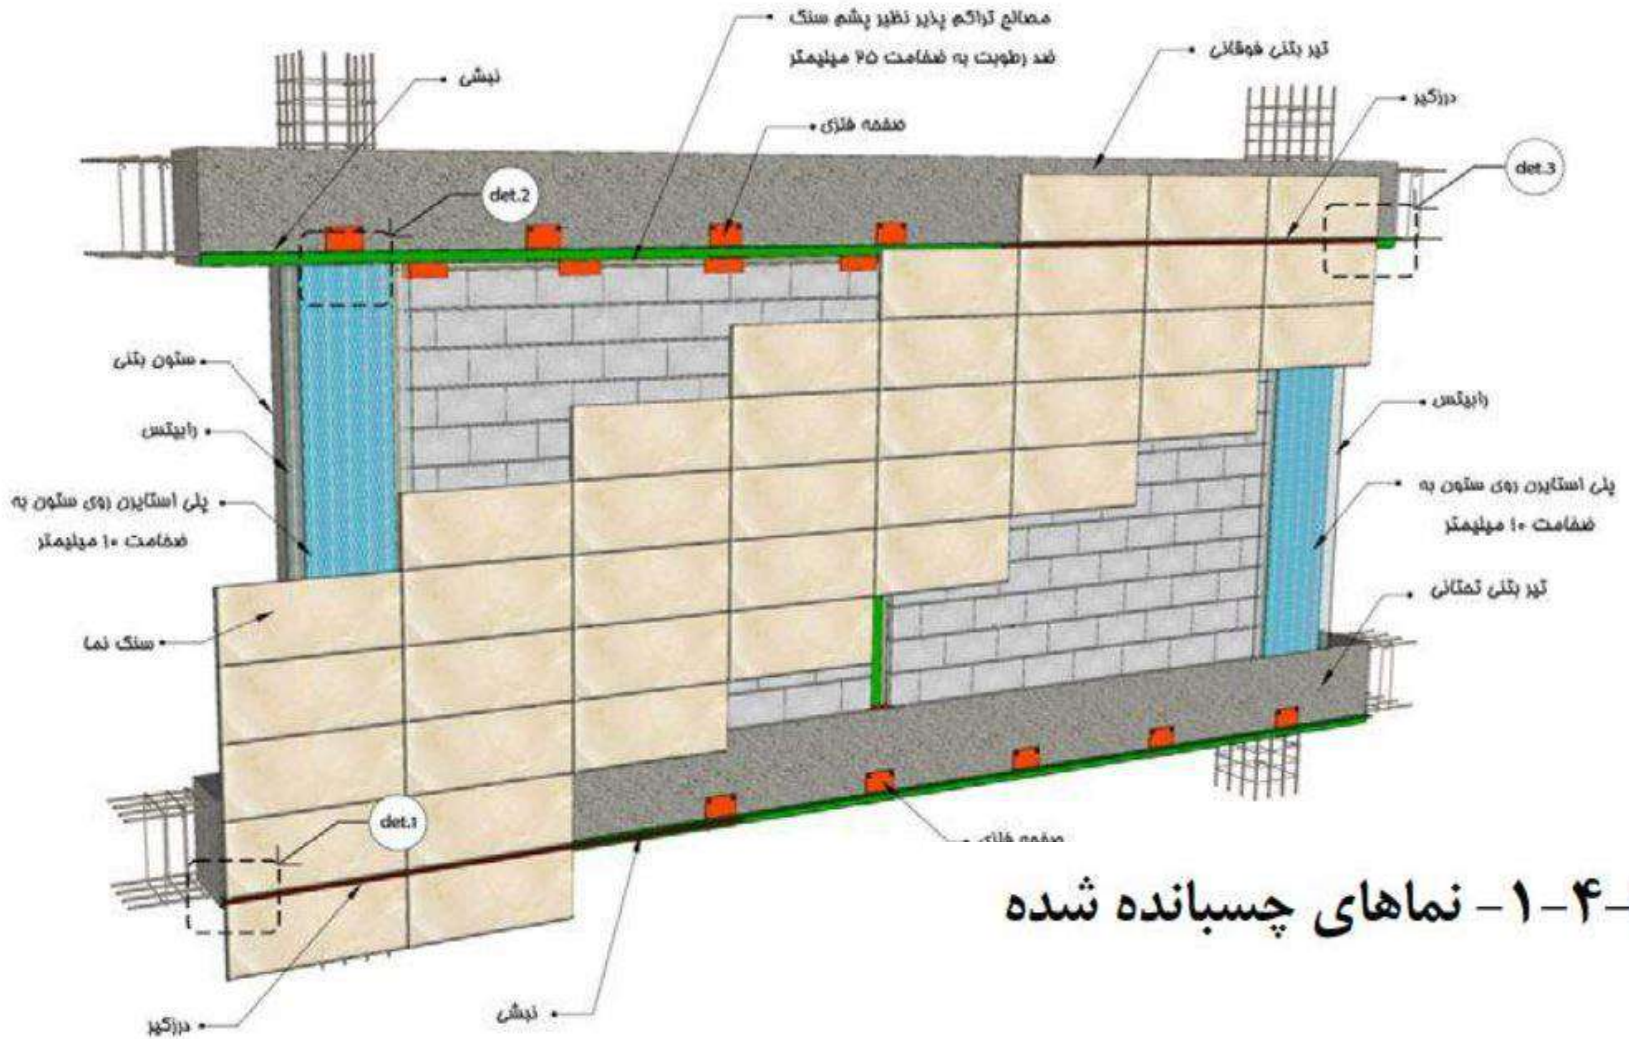 مصالح تراکم پذیر نظیر پشم سنگ
ضد رطوبت به ضخامت ۲۵ میلیمتر
تیر بتنی فوقانی
نبشی
درزگیر
صفحه فلزی
det.2
det.3
ستون بتنی
رابیتس
رابیتس
پلی استایرن روی ستون به
ضخامت ۱۰ میلیمتر
پلی استایرن روی ستون به
ضخامت ۱۰ میلیمتر
تیر بتنی تحتانی
سنگ نما
det.1
صفحه فلزی
-۴-۱- نماهای چسبانده شده
نبشی
درزگیر